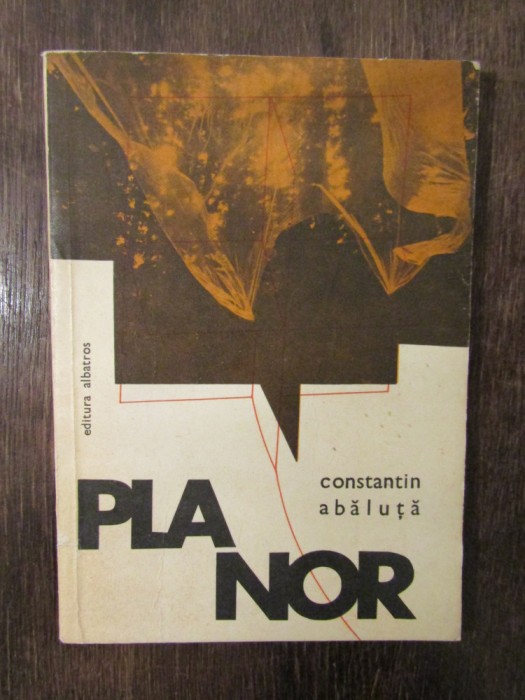 editura albatros
constantin
abăluță
PLA
NOR